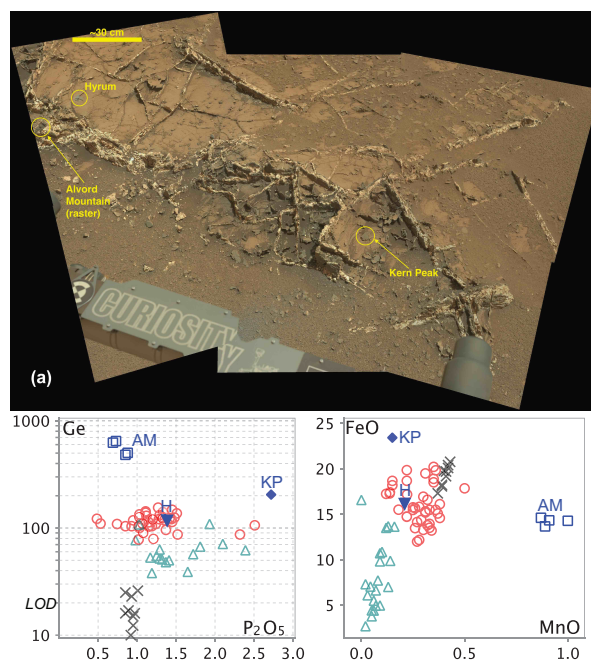 ~30 cm
Hyrum
Alvord
Mountain
(raster)
Kern Peak
CURIOSITY
(a)
1000
Ge
AM
KP
H
100
LOD
10
P2O5
0.5 1.0 1.5 2.0 2.5 3.0
25
FeO
KP
20
H
AM
15
10
5
MnO
0.0 0.5 1.0